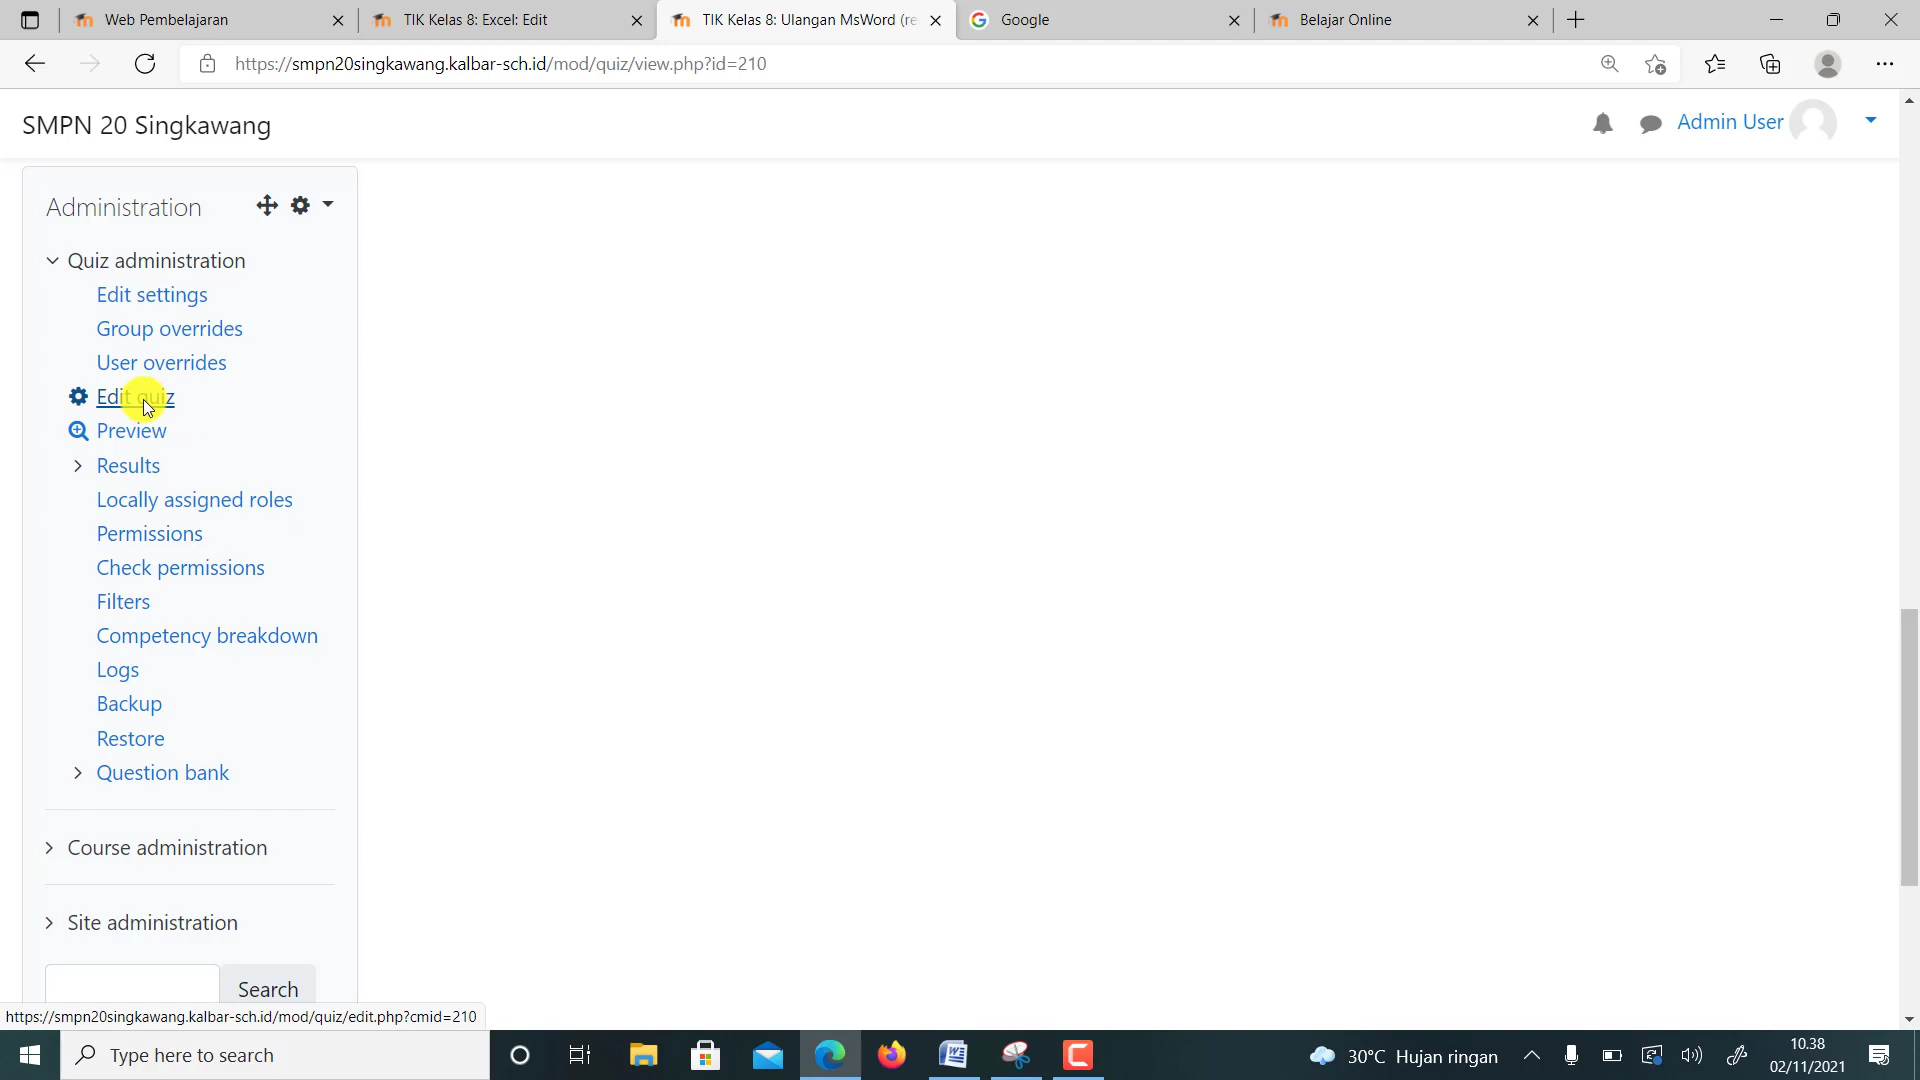 Web Pembelajaran
TIK Kelas 8: Excel: Edit
TIK Kelas 8: Ulangan MsWord (re
Google
Belajar Online
https://smpn20singkawang.kalbar-sch.id/mod/quiz/view.php?id=210
SMPN 20 Singkawang
Admin User
Administration
Quiz administration
Edit settings
Group overrides
User overrides
Edit quiz
Preview
Results
Locally assigned roles
Permissions
Check permissions
Filters
Competency breakdown
Logs
Backup
Restore
Question bank
Course administration
Site administration
Search
https://smpn20singkawang.kalbar-sch.id/mod/quiz/edit.php?cmid=210
Type here to search
30°C Hujan ringan
10.38
02/11/2021